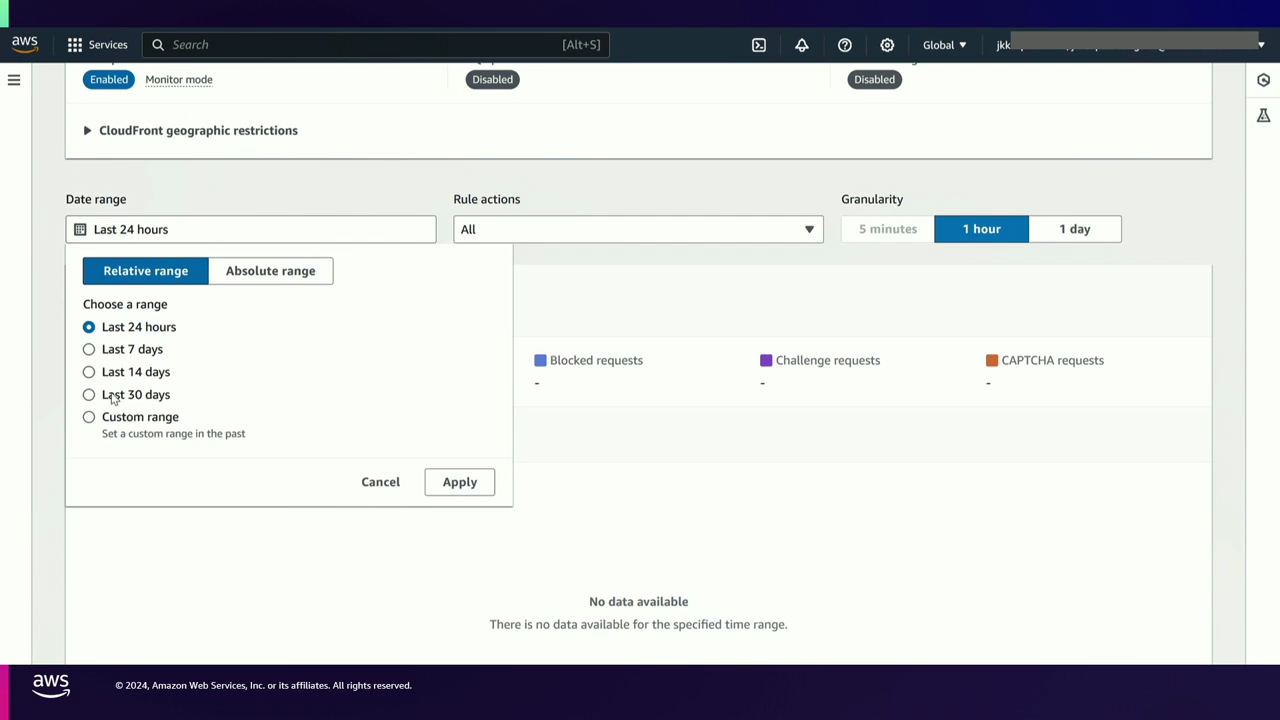 aws
Services
Search
[Alt+S]
Global
jkk
Enabled
Monitor mode
Disabled
Disabled
CloudFront geographic restrictions
Date range
Rule actions
Granularity
Last 24 hours
All
5 minutes
1 hour
1 day
Relative range
Absolute range
Choose a range
Last 24 hours
Last 7 days
Last 14 days
Last 30 days
Custom range
Set a custom range in the past
Cancel
Apply
Blocked requests
Challenge requests
CAPTCHA requests
-
-
-
No data available
There is no data available for the specified time range.
aws
© 2024, Amazon Web Services, Inc. or its affiliates. All rights reserved.